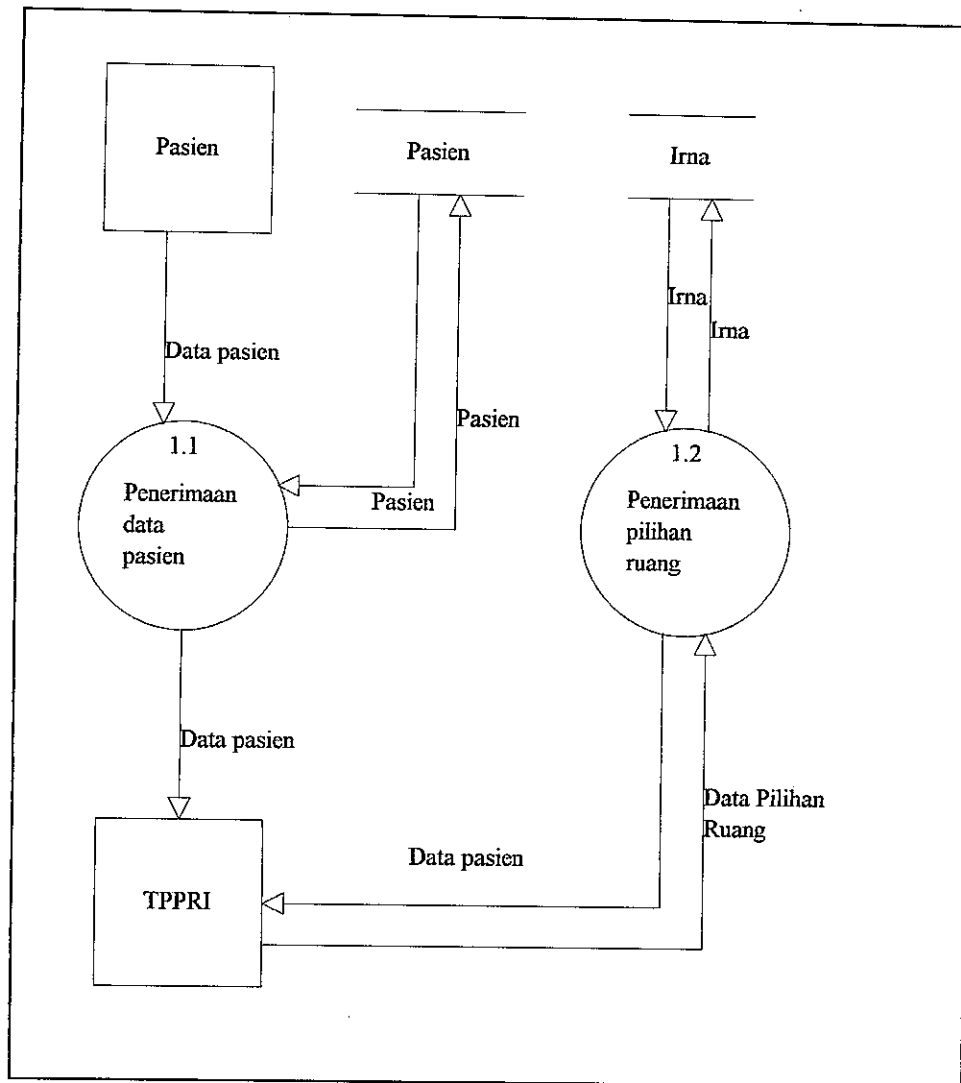 Pasien
Pasien
Irna
Irna
Irna
Data pasien
Pasien
Pasien
1.1
Penerimaan
data
pasien
1.2
Penerimaan
pilihan
ruang
Data pasien
Data Pilihan
Ruang
Data pasien
TPPRI